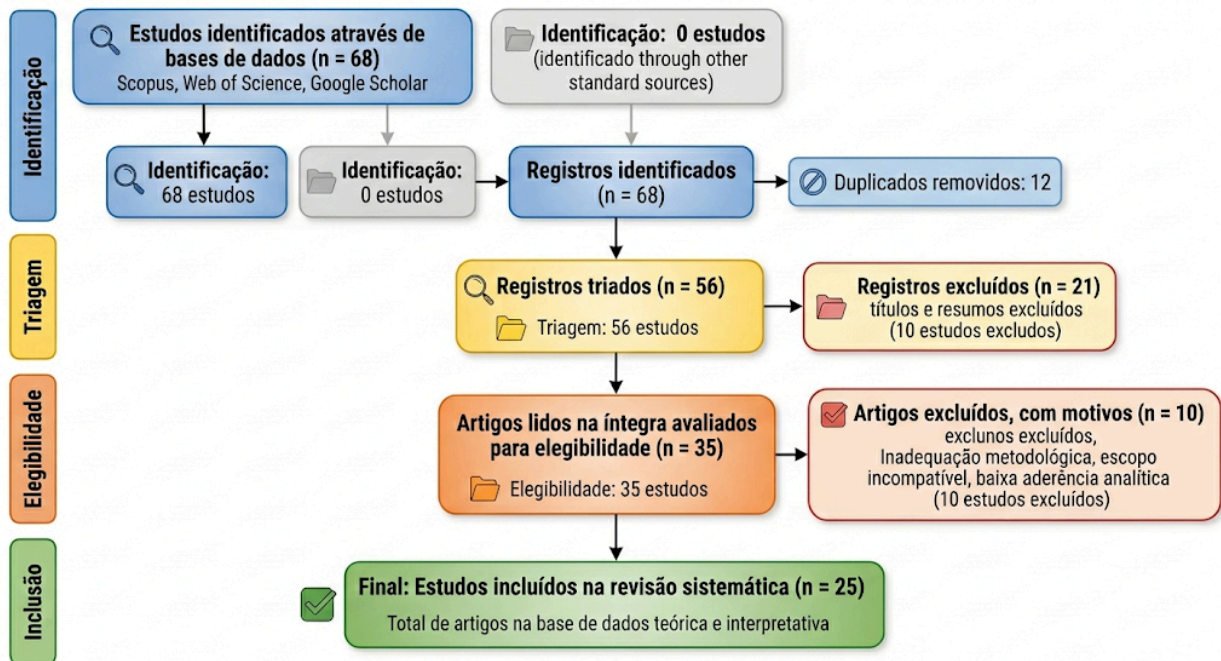 Identificação
Estudos identificados através de
bases de dados (n = 68)
Scopus, Web of Science, Google Scholar
Identificação: 0 estudos
(identificado through other
standard sources)
Identificação:
68 estudos
Identificação:
0 estudos
Registros identificados
(n = 68)
Duplicados removidos: 12
Triagem
Registros triados (n = 56)
Triagem: 56 estudos
Registros excluídos (n = 21)
títulos e resumos excluídos
(10 estudos excludos)
Elegibilidade
Artigos lidos na íntegra avaliados
para elegibilidade (n = 35)
Elegibilidade: 35 estudos
Artigos excluídos, com motivos (n = 10)
exclunos excluídos,
Inadequação metodológica, escopo
incompatível, baixa aderência analítica
(10 estudos excluídos)
Inclusão
Final: Estudos incluídos na revisão sistemática (n = 25)
Total de artigos na base de dados teórica e interpretativa